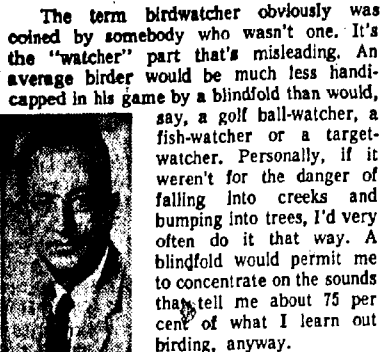 The term birdwatcher obviously was
coined by somebody who wasn't one. It's
the "watcher" part that's misleading. An
average birder would be much less handi-
capped in his game by a blindfold than would,
say, a golf ball-watcher, a
fish-watcher or a target-
watcher. Personally, if it
weren't for the danger of
falling into creeks and
bumping into trees, I'd very
often do it that way. A
blindfold would permit me
to concentrate on the sounds
that tell me about 75 per
cent of what I learn out
birding, anyway.